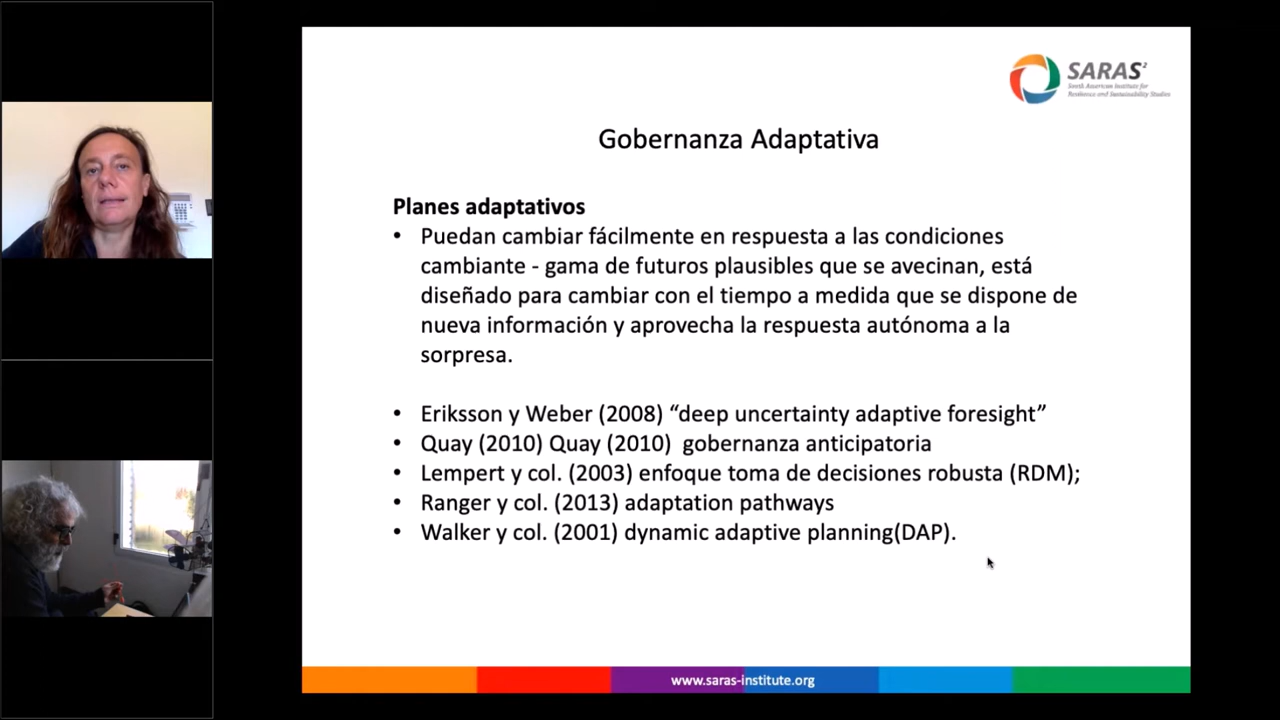 SARAS²
South American Institute for
Resilience and Sustainability Studies
Gobernanza Adaptativa
Planes adaptativos
• Puedan cambiar fácilmente en respuesta a las condiciones
cambiante - gama de futuros plausibles que se avecinan, está
diseñado para cambiar con el tiempo a medida que se dispone de
nueva información y aprovecha la respuesta autónoma a la
sorpresa.
• Eriksson y Weber (2008) “deep uncertainty adaptive foresight”
• Quay (2010) Quay (2010) gobernanza anticipatoria
• Lempert y col. (2003) enfoque toma de decisiones robusta (RDM);
• Ranger y col. (2013) adaptation pathways
• Walker y col. (2001) dynamic adaptive planning(DAP).
www.saras-institute.org